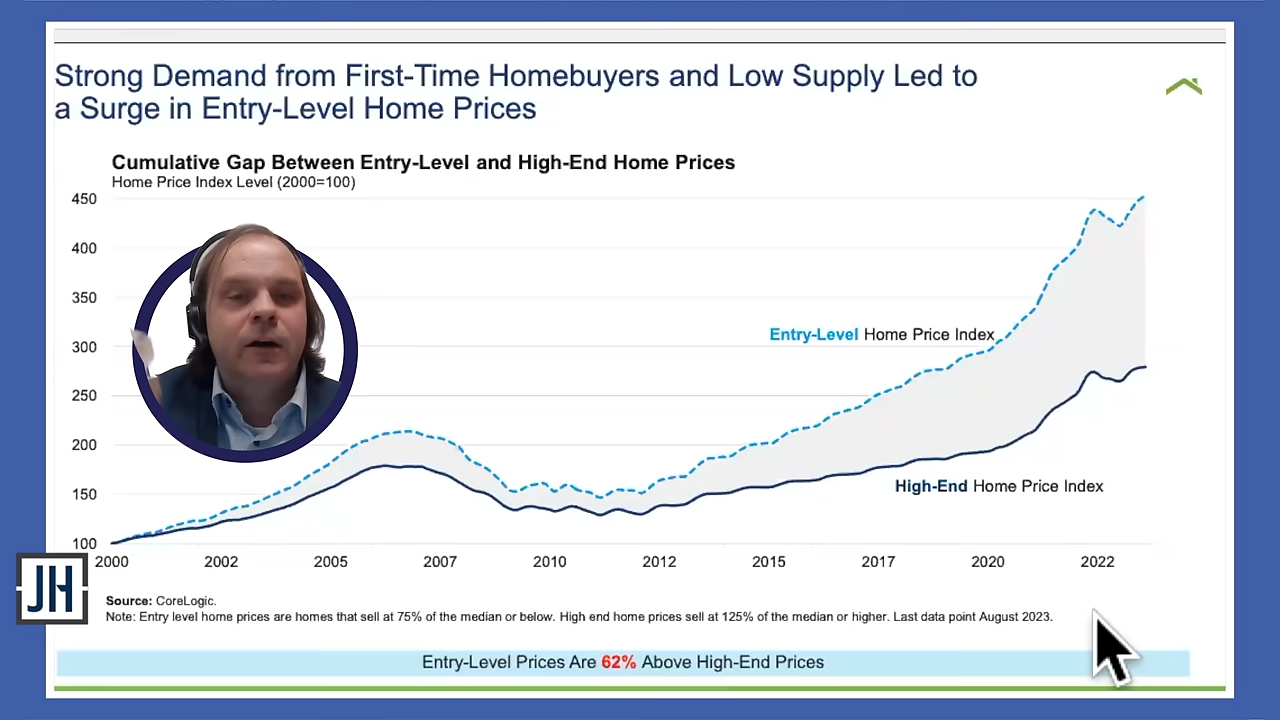 Strong Demand from First-Time Homebuyers and Low Supply Led to
a Surge in Entry-Level Home Prices
Cumulative Gap Between Entry-Level and High-End Home Prices
Home Price Index Level (2000=100)
450
400
350
300
250
200
150
100
Entry-Level Home Price Index
High-End Home Price Index
2000 2002 2005 2007 2010 2012 2015 2017 2020 2022
JH
Source: CoreLogic.
Note: Entry level home prices are homes that sell at 75% of the median or below. High end home prices sell at 125% of the median or higher. Last data point August 2023.
Entry-Level Prices Are 62% Above High-End Prices